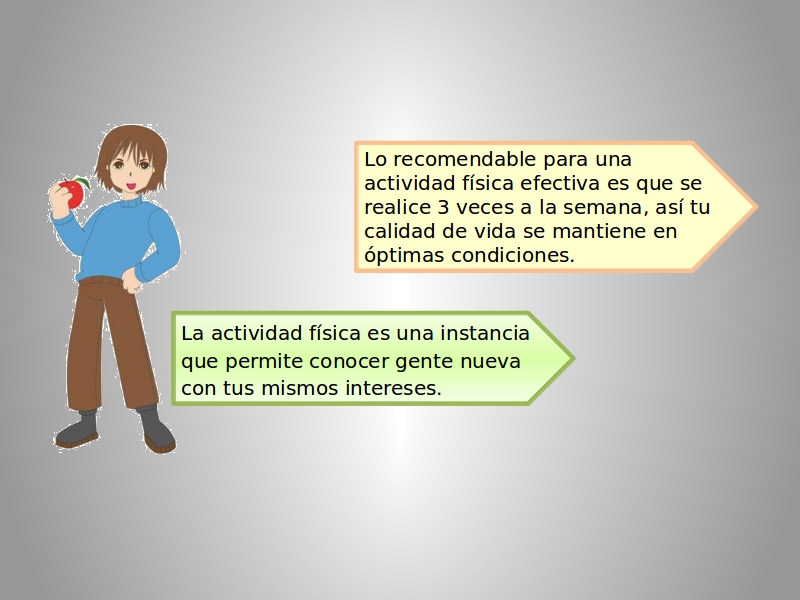 Lo recomendable para una
actividad física efectiva es que se
realice 3 veces a la semana, así tu
calidad de vida se mantiene en
óptimas condiciones.
La actividad física es una instancia
que permite conocer gente nueva
con tus mismos intereses.